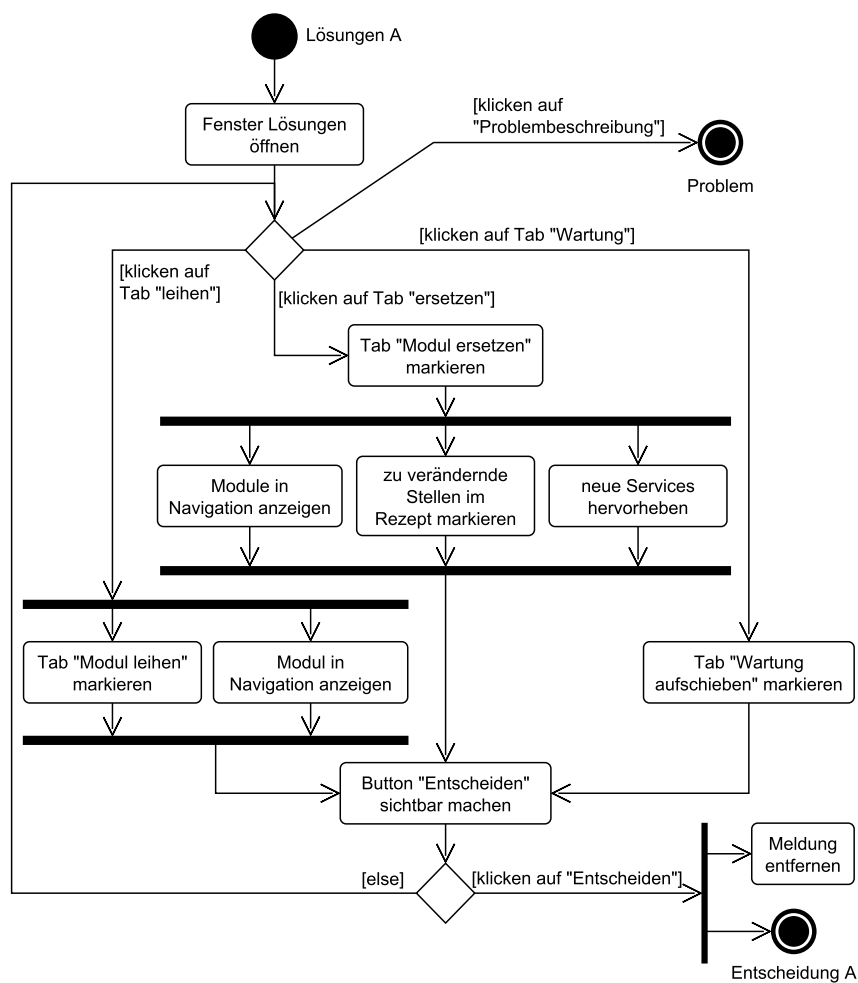 Lösungen A
Fenster Lösungen
öffnen
[klicken auf
"Problembeschreibung"]
Problem
[klicken auf Tab "Wartung"]
[klicken auf
Tab "leihen"]
[klicken auf Tab "ersetzen"]
Tab "Modul ersetzen"
markieren
Module in
Navigation anzeigen
zu verändernde
Stellen im
Rezept markieren
neue Services
hervorheben
Tab "Modul leihen"
markieren
Modul in
Navigation anzeigen
Tab "Wartung
aufschieben" markieren
Button "Entscheiden"
sichtbar machen
[else]
[klicken auf "Entscheiden"]
Meldung
entfernen
Entscheidung A